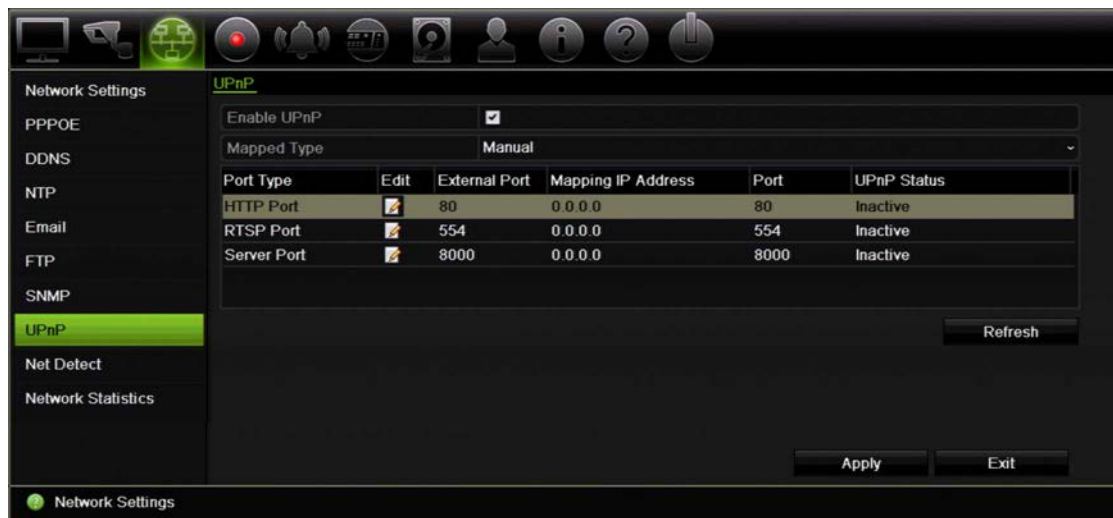 Network Settings
PPPOE
DDNS
NTP
Email
FTP
SNMP
UPnP
Net Detect
Network Statistics
UPnP
Enable UPnP
Mapped Type Manual
Port Type Edit External Port Mapping IP Address Port UPnP Status
HTTP Port 80 0.0.0.0 80 Inactive
RTSP Port 554 0.0.0.0 554 Inactive
Server Port 8000 0.0.0.0 8000 Inactive
Refresh
Apply Exit
Network Settings